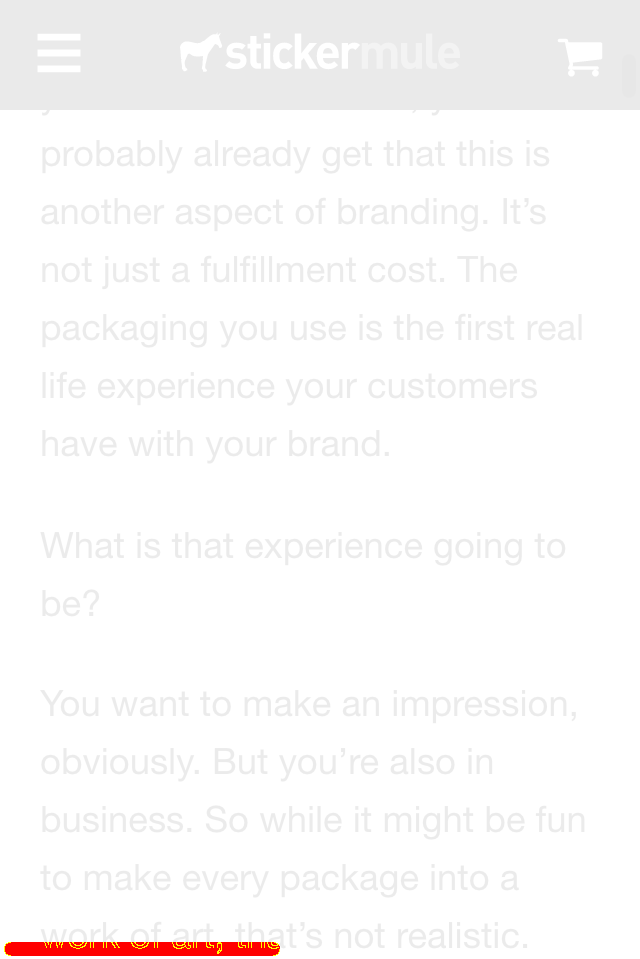 stickermule
probably already get that this is
another aspect of branding. It’s
not just a fulfillment cost. The
packaging you use is the first real
life experience your customers
have with your brand.
What is that experience going to
be?
You want to make an impression,
obviously. But you’re also in
business. So while it might be fun
to make every package into a
work of art, that’s not realistic.